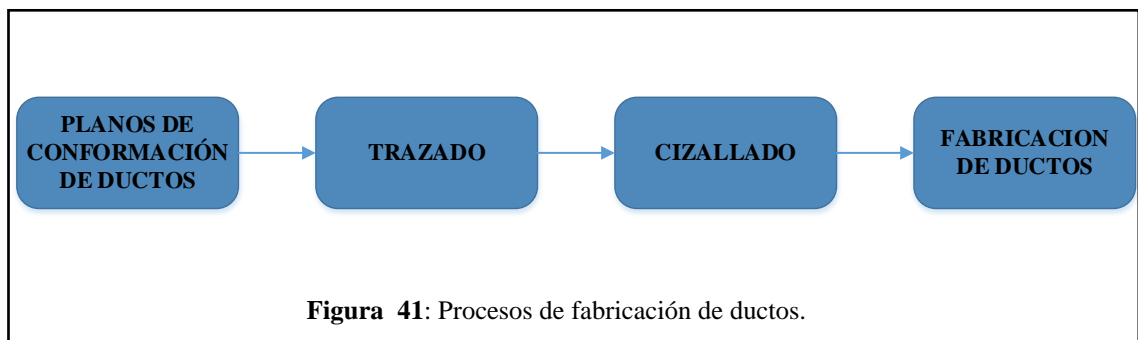 PLANOS DE
CONFORMACIÓN
DE DUCTOS
TRAZADO
CIZALLADO
FABRICACION
DE DUCTOS
Figura 41: Procesos de fabricación de ductos.